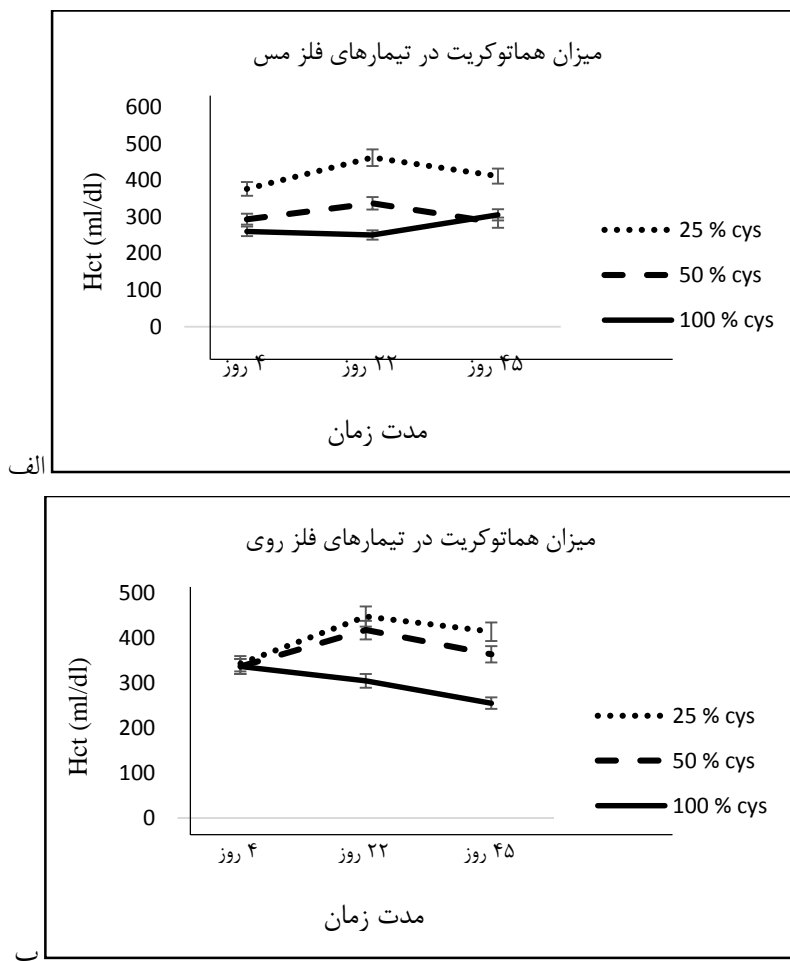 میزان هماتوکریت در تیمارهای فلز مس
600
500
400
300
200
100
0
Hct (ml/dl)
25 % cys
50 % cys
100 % cys
۴ روز
۲۲ روز
۴۵ روز
مدت زمان
الف
میزان هماتوکریت در تیمارهای فلز روی
500
400
300
200
100
0
Hct (ml/dl)
25 % cys
50 % cys
100 % cys
۴ روز
۲۲ روز
۴۵ روز
مدت زمان
ب